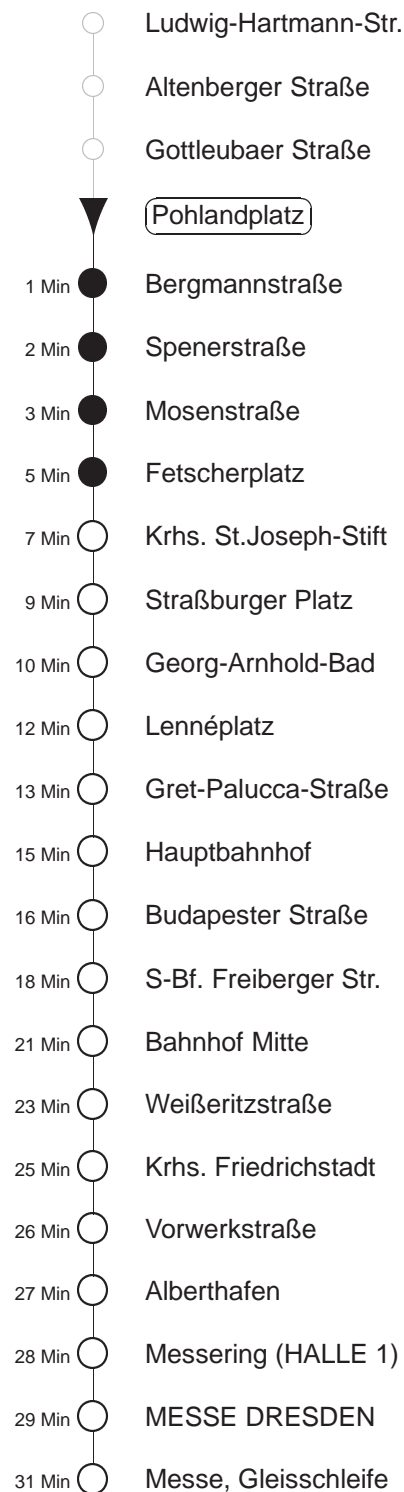 Ludwig-Hartmann-Str.
Altenberger Straße
Gottleubaer Straße
Pohlandplatz
1 Min Bergmannstraße
2 Min Spenerstraße
3 Min Mosenstraße
5 Min Fetscherplatz
7 Min Krhs. St.Joseph-Stift
9 Min Straßburger Platz
10 Min Georg-Arnhold-Bad
12 Min Lennéplatz
13 Min Gret-Palucca-Straße
15 Min Hauptbahnhof
16 Min Budapester Straße
18 Min S-Bf. Freiberger Str.
21 Min Bahnhof Mitte
23 Min Weißeritzstraße
25 Min Krhs. Friedrichstadt
26 Min Vorwerkstraße
27 Min Alberthafen
28 Min Messering (HALLE 1)
29 Min MESSE DRESDEN
31 Min Messe, Gleisschleife